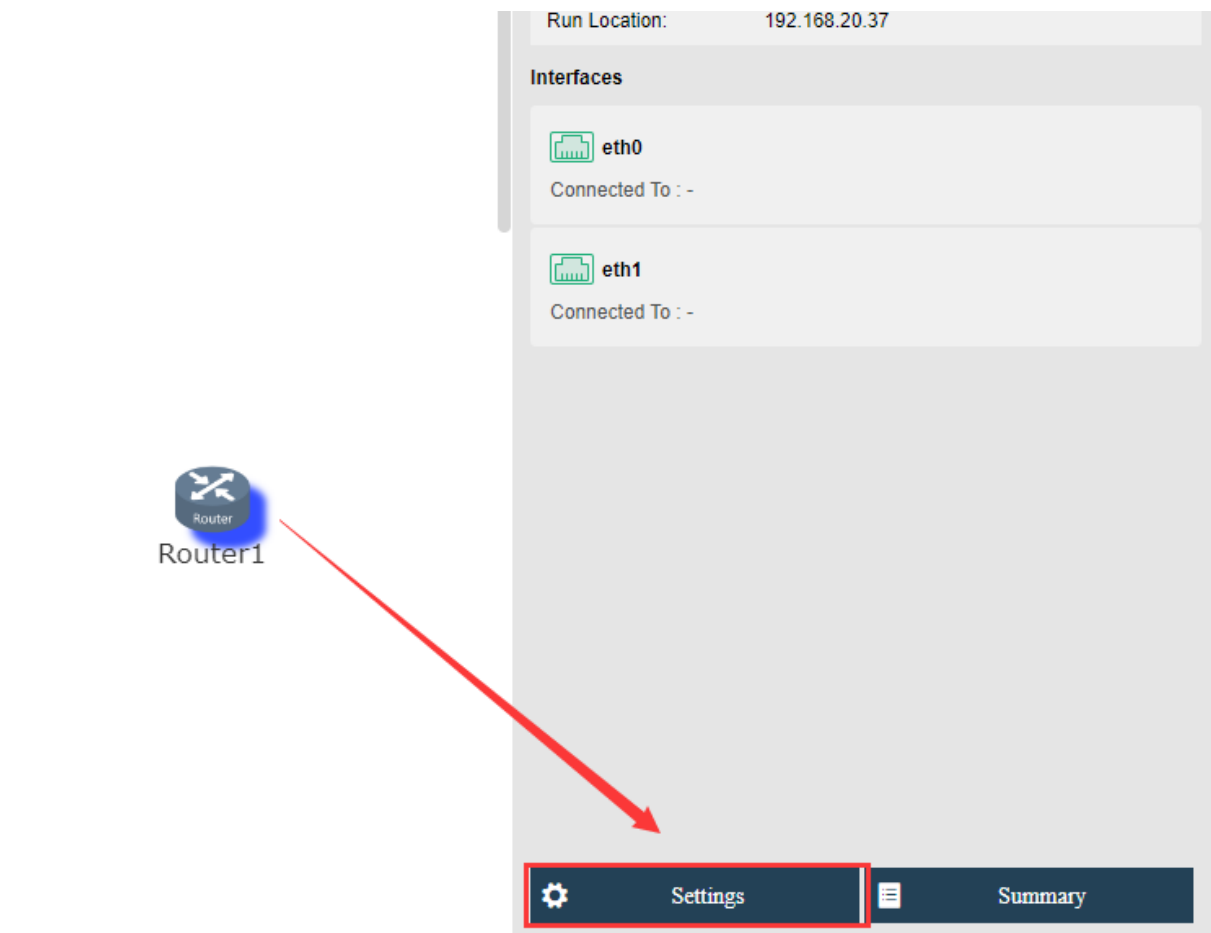 Run Location: 192.168.20.37
Interfaces
eth0
Connected To : -
eth1
Connected To : -
Router
Router1
Settings
Summary